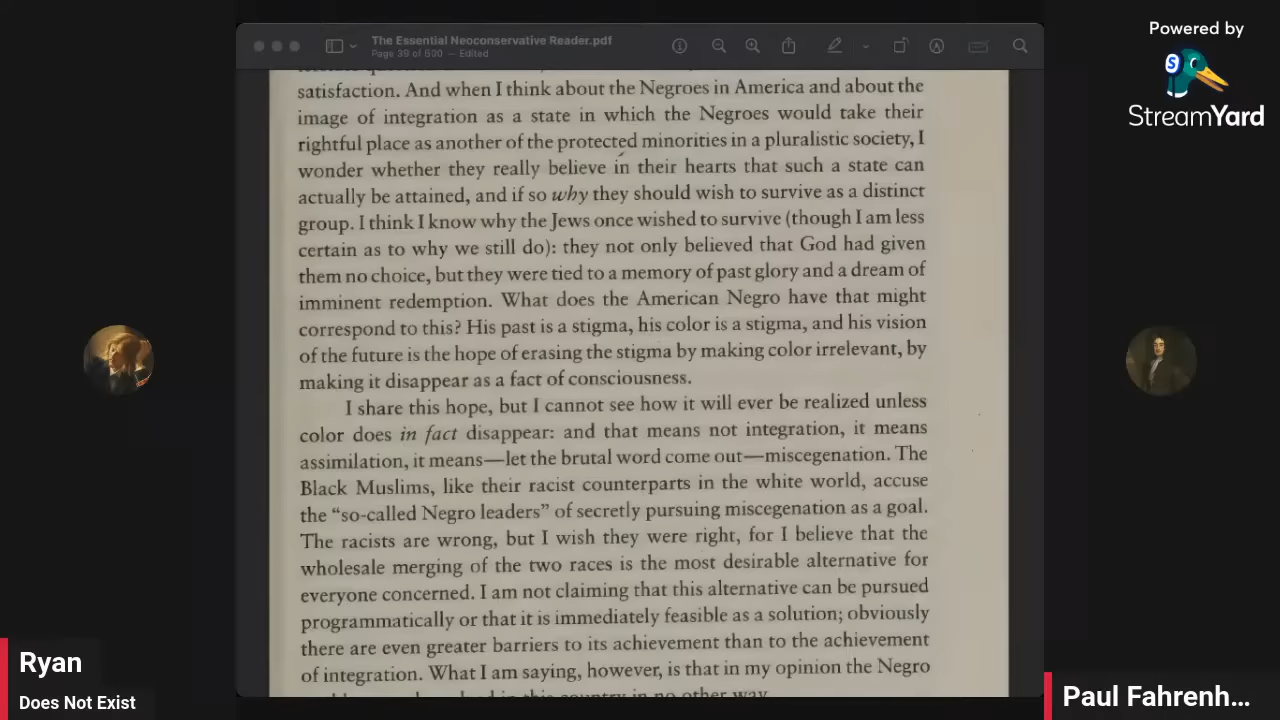 Powered by
StreamYard
The Essential Neoconservative Reader.pdf
Page 39 of 600 — Edited
satisfaction. And when I think about the Negroes in America and about the
image of integration as a state in which the Negroes would take their
rightful place as another of the protected minorities in a pluralistic society, I
wonder whether they really believe in their hearts that such a state can
actually be attained, and if so why they should wish to survive as a distinct
group. I think I know why the Jews once wished to survive (though I am less
certain as to why we still do): they not only believed that God had given
them no choice, but they were tied to a memory of past glory and a dream of
imminent redemption. What does the American Negro have that might
correspond to this? His past is a stigma, his color is a stigma, and his vision
of the future is the hope of erasing the stigma by making color irrelevant, by
making it disappear as a fact of consciousness.
I share this hope, but I cannot see how it will ever be realized unless
color does in fact disappear: and that means not integration, it means
assimilation, it means—let the brutal word come out—miscegenation. The
Black Muslims, like their racist counterparts in the white world, accuse
the “so-called Negro leaders” of secretly pursuing miscegenation as a goal.
The racists are wrong, but I wish they were right, for I believe that the
wholesale merging of the two races is the most desirable alternative for
everyone concerned. I am not claiming that this alternative can be pursued
programmatically or that it is immediately feasible as a solution; obviously
there are even greater barriers to its achievement than to the achievement
of integration. What I am saying, however, is that in my opinion the Negro
in this country in no other way.
Ryan
Does Not Exist
Paul Fahrenh...